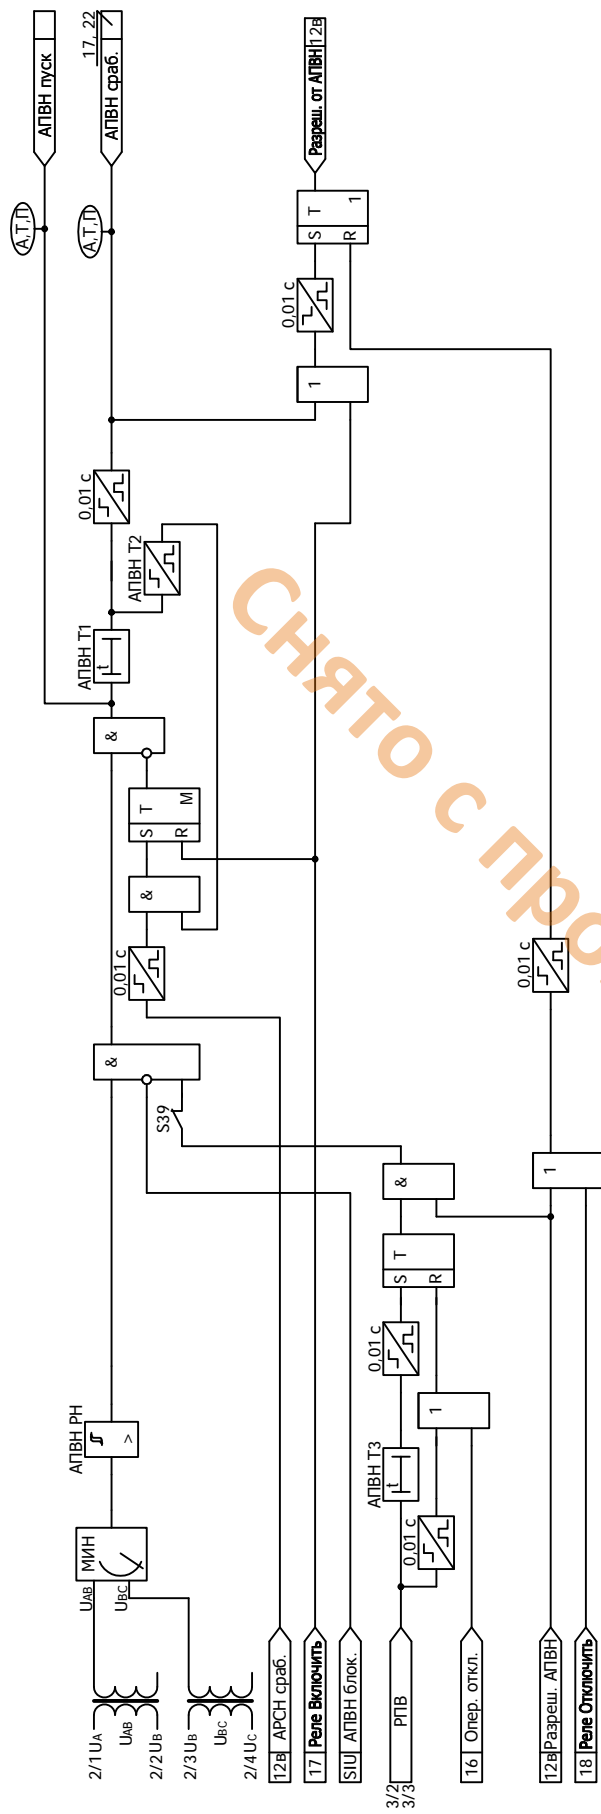 2/1 UA
UAB
2/2 UB
2/3 UB
UBC
2/4 UC
UAB
UBC
МИН
АПВН РН
>
&
&
АПВН Т1
t
0,01 с
АПВН Т2
А,Т,П
А,Т,П
АПВН пуск
АПВН сраб.
17, 22
12в АРСН сраб.
0,01 с
&
S T
R M
17 Реле Включить
SIU АПВН блок.
S39
1
0,01 с
S T
R 1
Разреш. от АПВН 12в
3/2
3/3
РПВ
АПВН Т3
t
0,01 с
0,01 с
16 Опер. откл.
1
S T
R
&
12в Разреш. АПВН
18 Реле Отключить
1
0,01 с
Снято с про